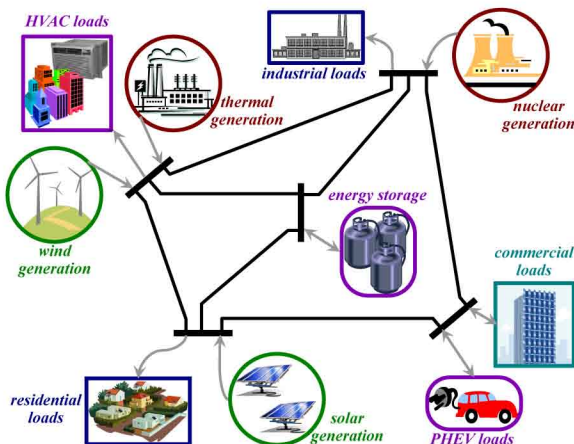 HVAC loads
thermal
generation
industrial loads
nuclear
generation
wind
generation
energy storage
commercial
loads
residential
loads
solar
generation
PHEV loads